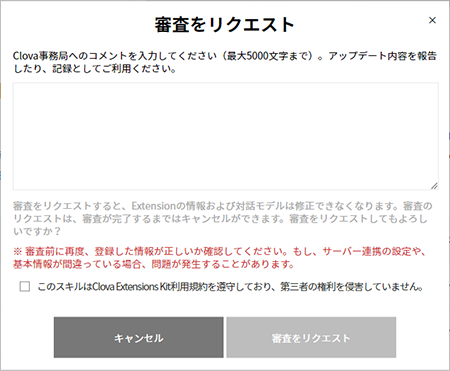 審査をリクエスト
×
Clova事務局へのコメントを入力してください（最大5000文字まで）。アップデート内容を報告
したり、記録としてご利用ください。
審査をリクエストすると、Extensionの情報および対話モデルは修正できなくなります。審査の
リクエストは、審査が完了するまではキャンセルができます。審査をリクエストしてもよろし
いですか？
※ 審査前に再度、登録した情報が正しいか確認してください。もし、サーバー連携の設定や、
基本情報が間違っている場合、問題が発生することがあります。
このスキルはClova Extensions Kit利用規約を遵守しており、第三者の権利を侵害していません。
キャンセル
審査をリクエスト